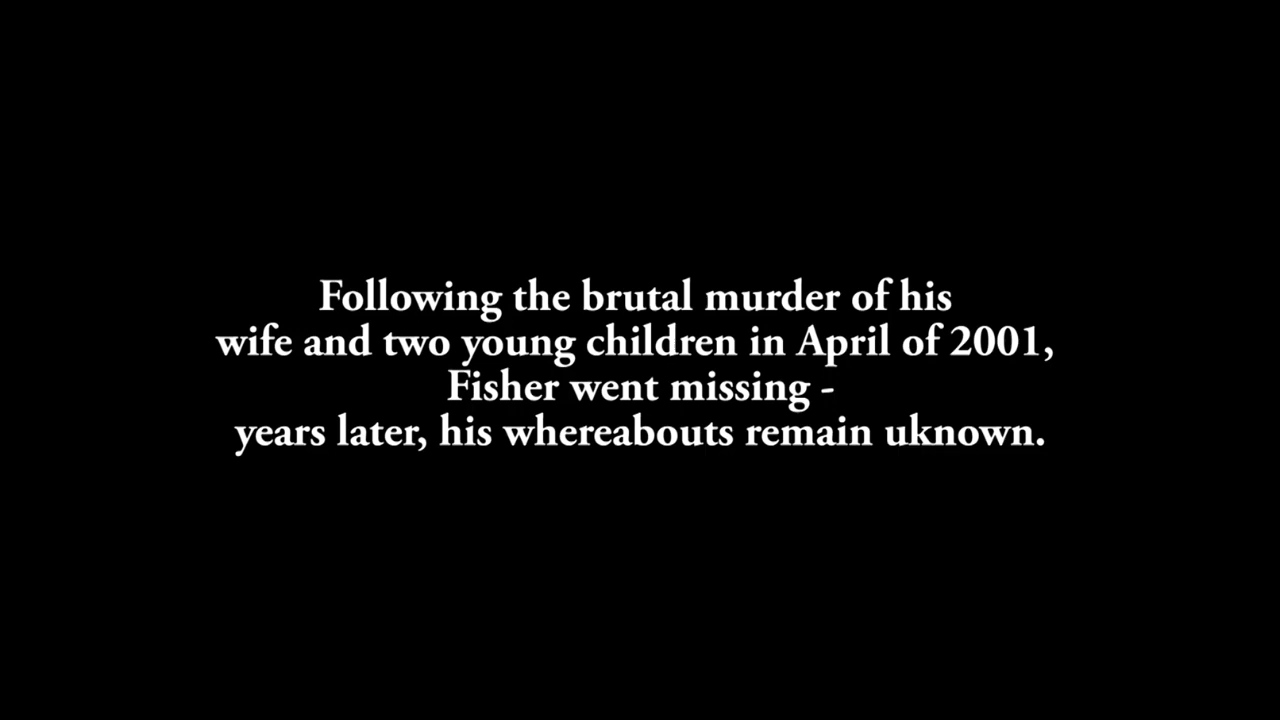 Following the brutal murder of his
wife and two young children in April of 2001,
Fisher went missing -
years later, his whereabouts remain uknown.